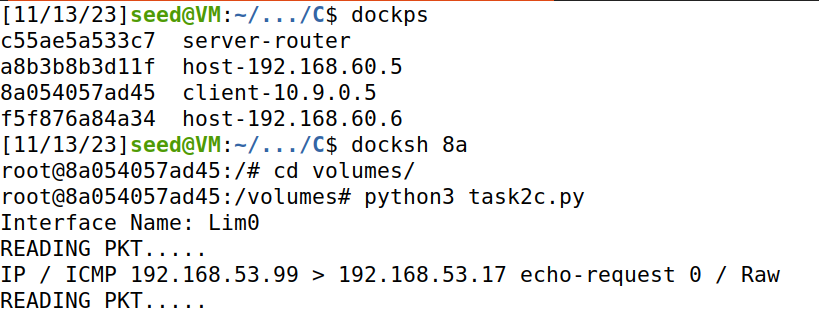 [11/13/23]seed@VM:~/.../C$ dockps
c55ae5a533c7  server-router
a8b3b8b3d11f  host-192.168.60.5
8a054057ad45  client-10.9.0.5
f5f876a84a34  host-192.168.60.6
[11/13/23]seed@VM:~/.../C$ docksh 8a
root@8a054057ad45:/# cd volumes/
root@8a054057ad45:/volumes# python3 task2c.py
Interface Name: Lim0
READING PKT.....
IP / ICMP 192.168.53.99 > 192.168.53.17 echo-request 0 / Raw
READING PKT.....